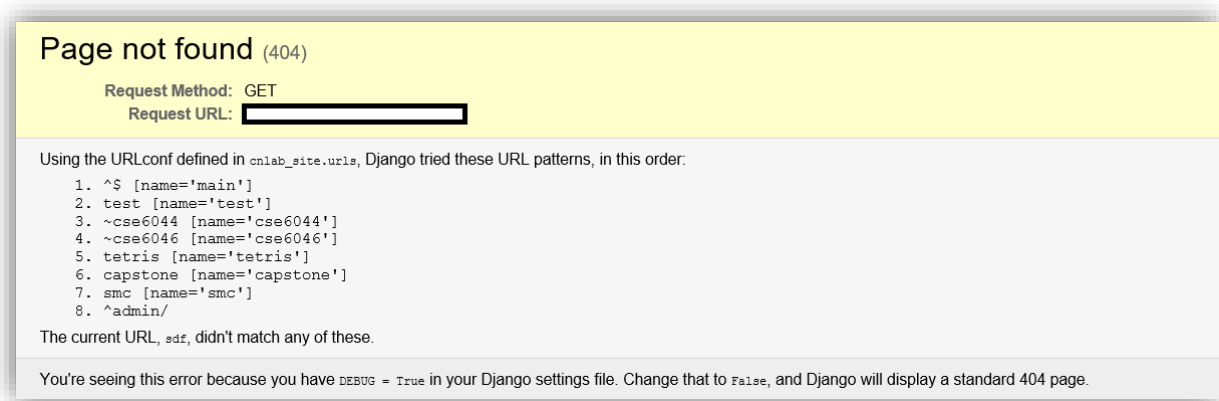 Page not found (404)
Request Method: GET
Request URL:
Using the URLconf defined in cnlab_site.urls, Django tried these URL patterns, in this order:
1. ^$ [name='main']
2. test [name='test']
3. ~cse6044 [name='cse6044']
4. ~cse6046 [name='cse6046']
5. tetris [name='tetris']
6. capstone [name='capstone']
7. smc [name='smc']
8. ^admin/
The current URL, sdf, didn't match any of these.
You're seeing this error because you have DEBUG = True in your Django settings file. Change that to False, and Django will display a standard 404 page.